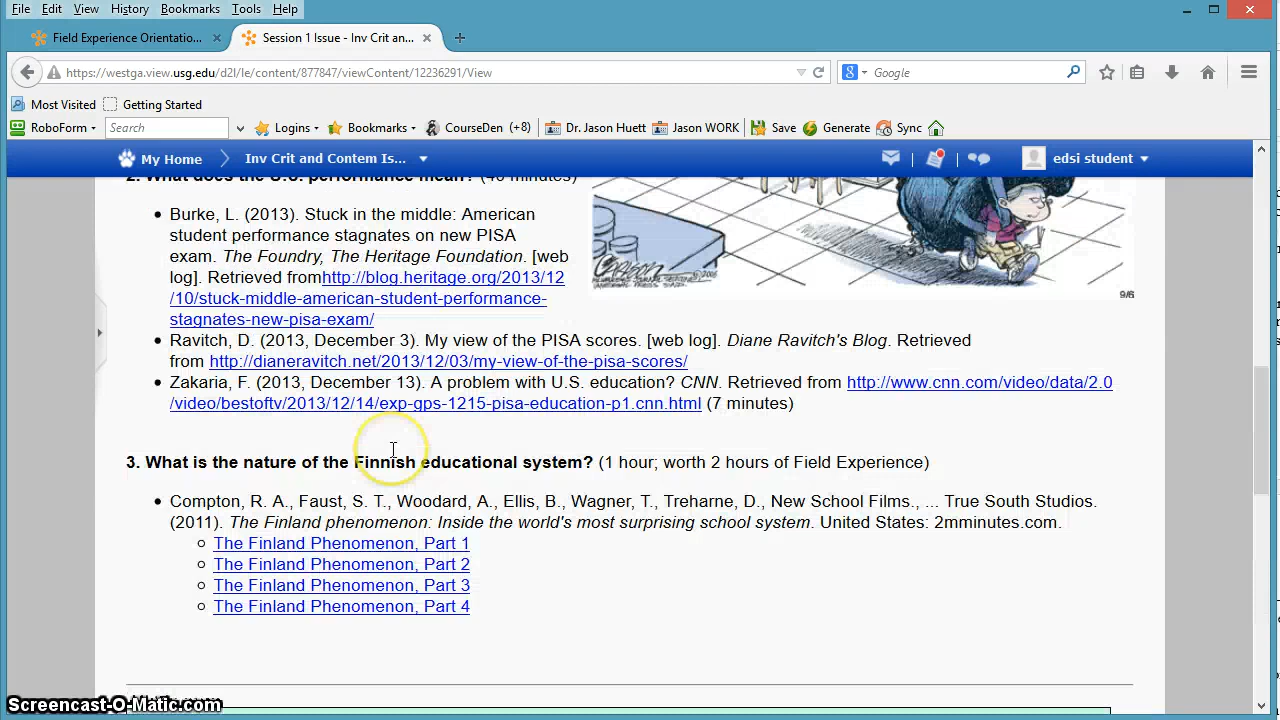 File Edit View History Bookmarks Tools Help
Field Experience Orientatio... × Session 1 Issue - Inv Crit an... × +
https://westga.view.usg.edu/d2l/le/content/877847/viewContent/12236291/View Google
Most Visited Getting Started
RoboForm Search Logins Bookmarks CourseDen (+8) Dr. Jason Huett Jason WORK Save Generate Sync
My Home Inv Crit and Contem Is... edsi student
2. What does the U.S. performance mean? (40 minutes)
• Burke, L. (2013). Stuck in the middle: American
student performance stagnates on new PISA
exam. The Foundry, The Heritage Foundation. [web
log]. Retrieved fromhttp://blog.heritage.org/2013/12
/10/stuck-middle-american-student-performance-
stagnates-new-pisa-exam/
9/6
• Ravitch, D. (2013, December 3). My view of the PISA scores. [web log]. Diane Ravitch's Blog. Retrieved
from http://dianeravitch.net/2013/12/03/my-view-of-the-pisa-scores/
• Zakaria, F. (2013, December 13). A problem with U.S. education? CNN. Retrieved from http://www.cnn.com/video/data/2.0
/video/bestoftv/2013/12/14/exp-gps-1215-pisa-education-p1.cnn.html (7 minutes)
3. What is the nature of the Finnish educational system? (1 hour; worth 2 hours of Field Experience)
• Compton, R. A., Faust, S. T., Woodard, A., Ellis, B., Wagner, T., Treharne, D., New School Films., ... True South Studios.
(2011). The Finland phenomenon: Inside the world's most surprising school system. United States: 2mminutes.com.
The Finland Phenomenon, Part 1
The Finland Phenomenon, Part 2
The Finland Phenomenon, Part 3
The Finland Phenomenon, Part 4
Screencast-O-Matic.com